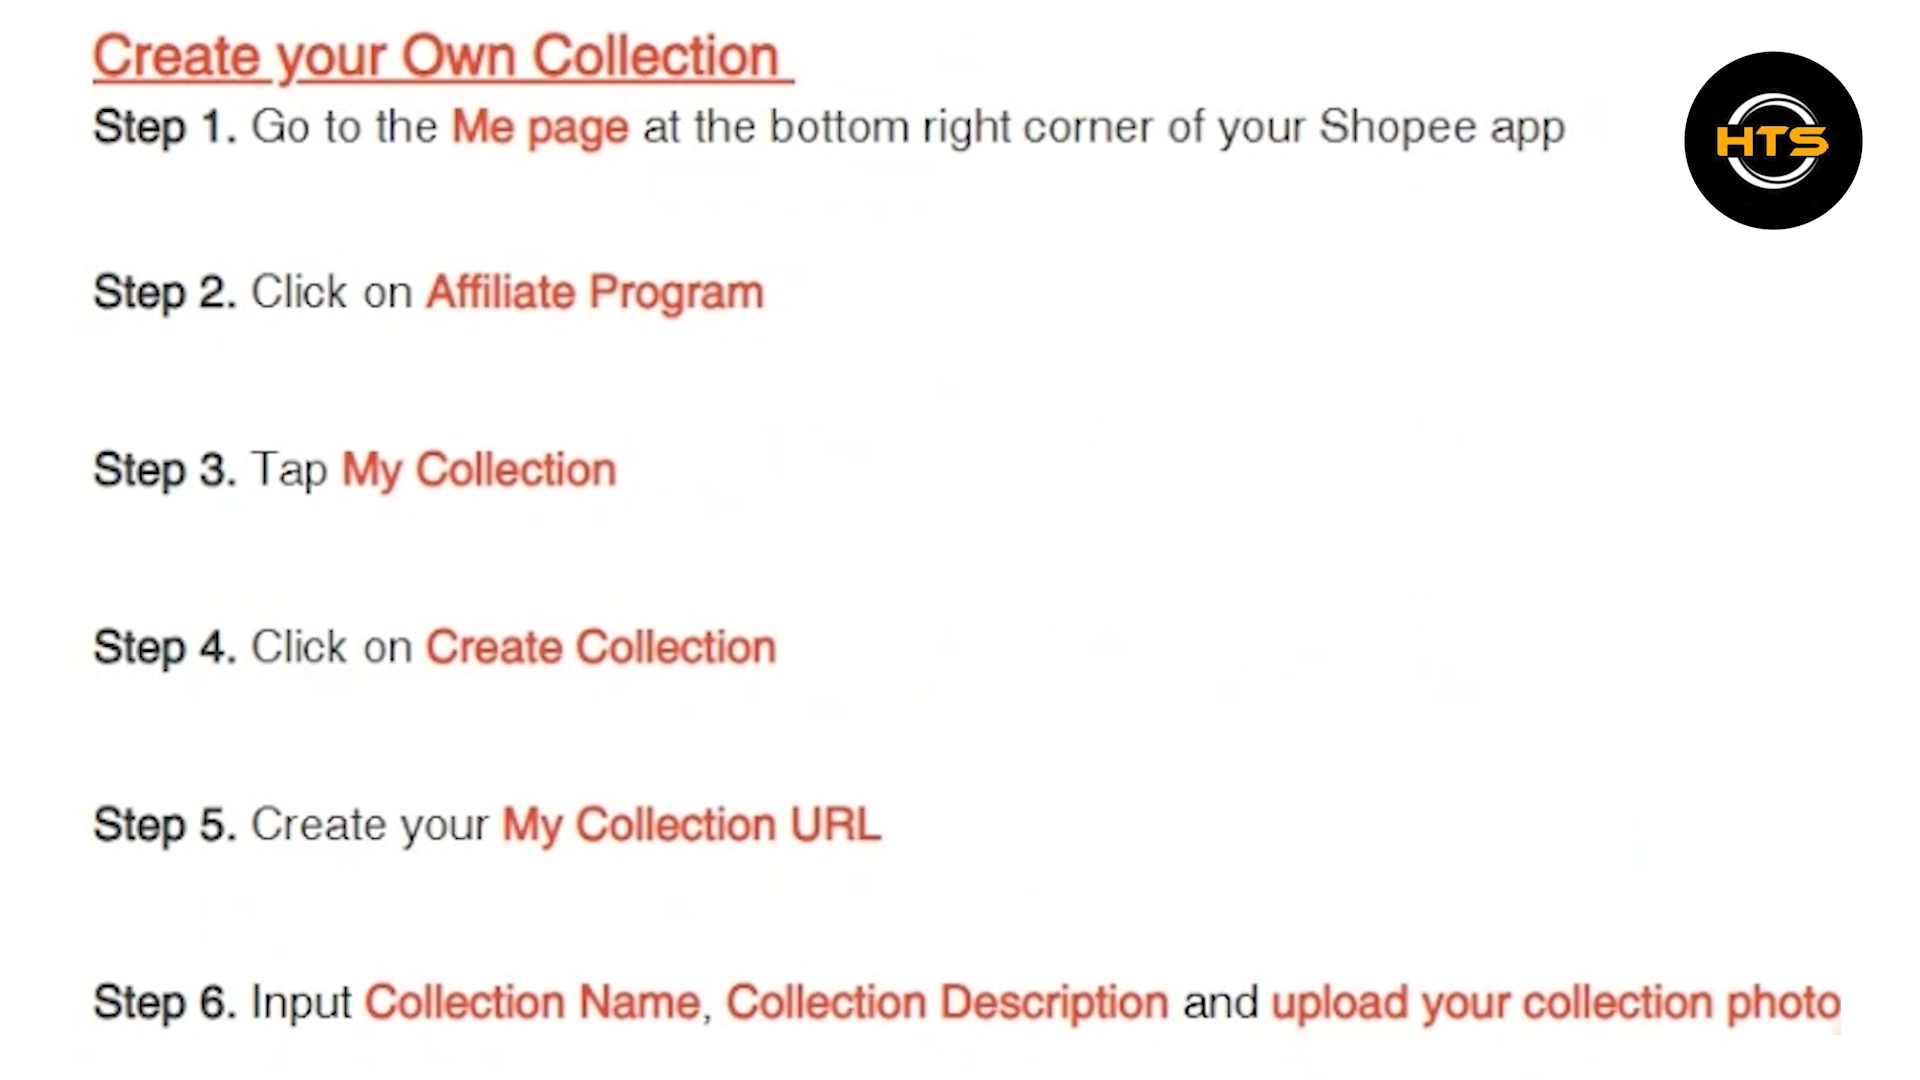 Create your Own Collection
Step 1. Go to the Me page at the bottom right corner of your Shopee app
HTS
Step 2. Click on Affiliate Program
Step 3. Tap My Collection
Step 4. Click on Create Collection
Step 5. Create your My Collection URL
Step 6. Input Collection Name, Collection Description and upload your collection photo